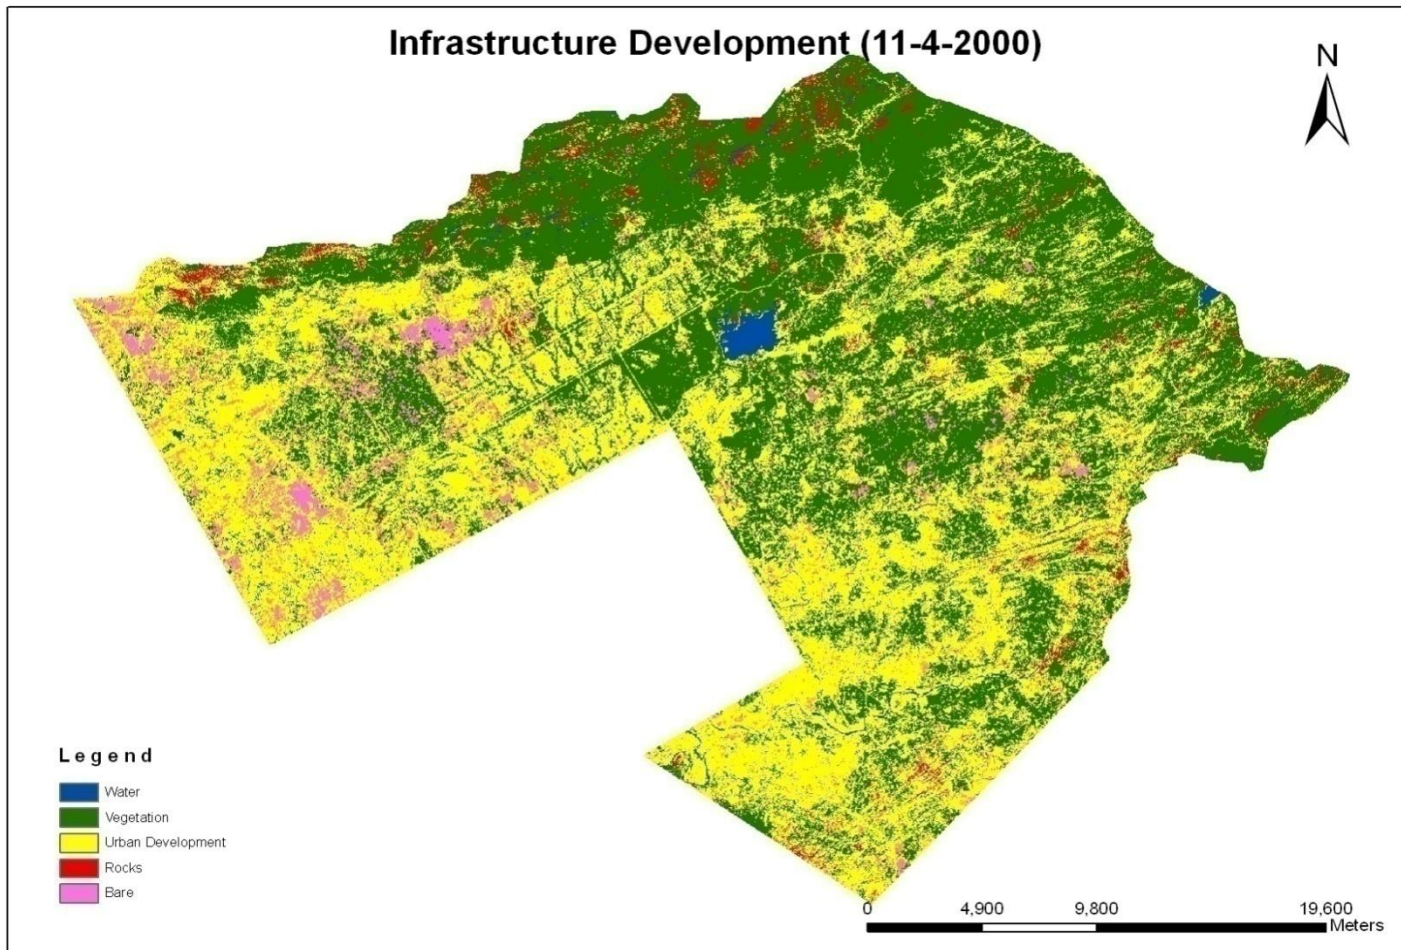 Infrastructure Development (11-4-2000)
N
Legend
Water
Vegetation
Urban Development
Rocks
Bare
0 4,900 9,800 19,600
Meters